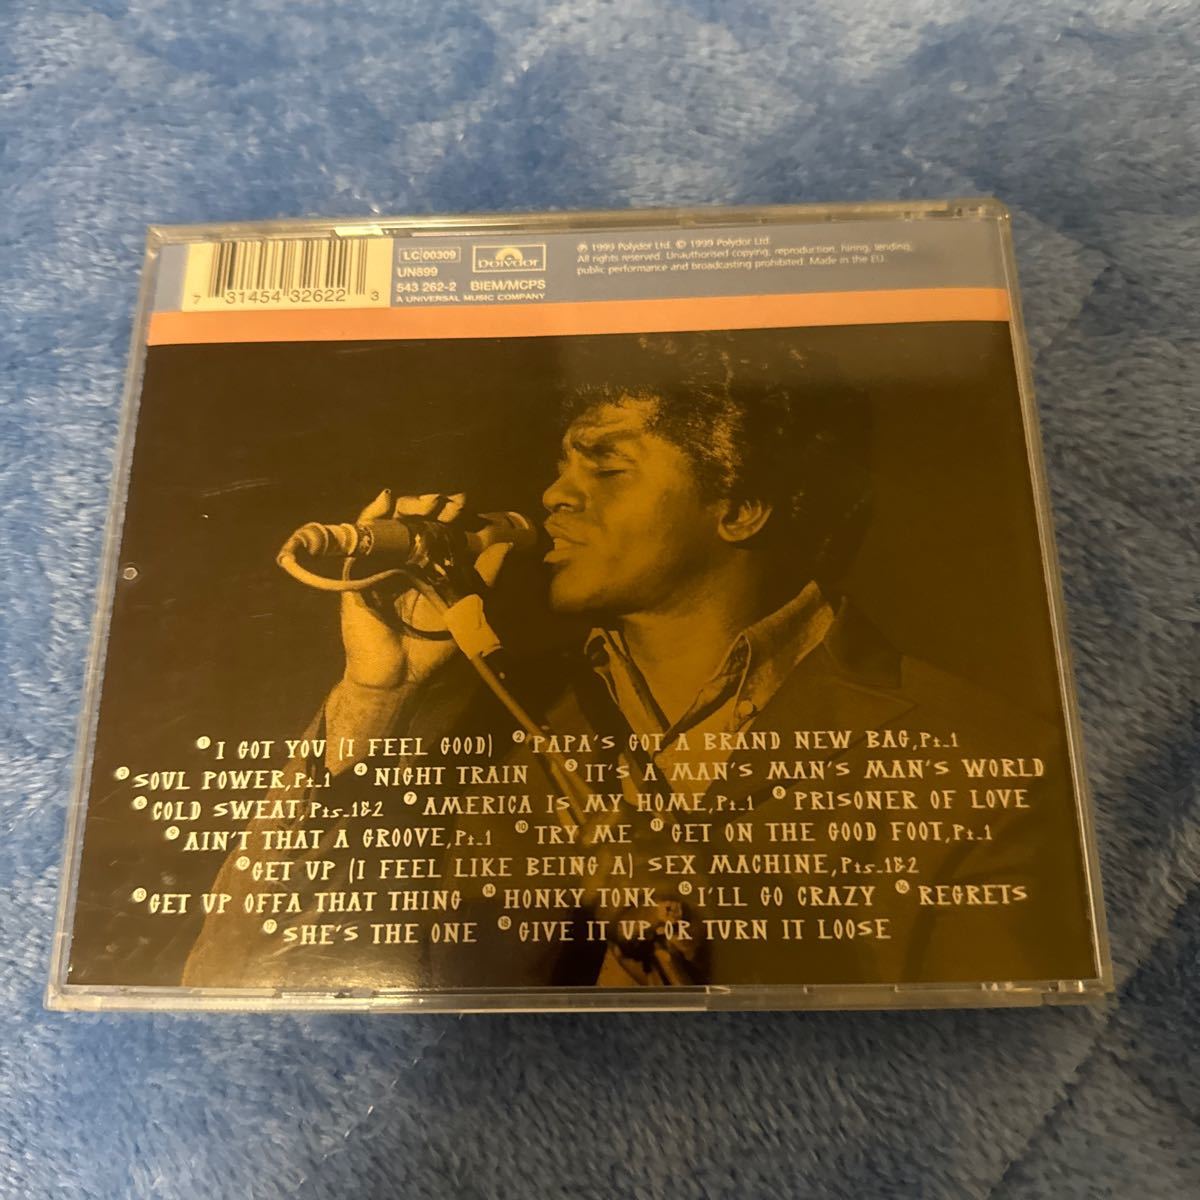 7 31454 32622 3
LC 00309
UN899
543 262-2 BIEM/MCPS
A UNIVERSAL MUSIC COMPANY
Polydor
℗ 1999 Polydor Ltd. © 1999 Polydor Ltd.
All rights reserved. Unauthorised copying, reproduction, hiring, lending,
public performance and broadcasting prohibited. Made in the EU.
1 I GOT YOU (I FEEL GOOD) 2 PAPA'S GOT A BRAND NEW BAG, Pt.1
3 SOUL POWER, Pt.1 4 NIGHT TRAIN 5 IT'S A MAN'S MAN'S MAN'S WORLD
6 COLD SWEAT, Pts.1&2 7 AMERICA IS MY HOME, Pt.1 8 PRISONER OF LOVE
9 AIN'T THAT A GROOVE, Pt.1 10 TRY ME 11 GET ON THE GOOD FOOT, Pt.1
12 GET UP (I FEEL LIKE BEING A) SEX MACHINE, Pts.1&2
13 GET UP OFFA THAT THING 14 HONKY TONK 15 I'LL GO CRAZY 16 REGRETS
17 SHE'S THE ONE 18 GIVE IT UP OR TURN IT LOOSE